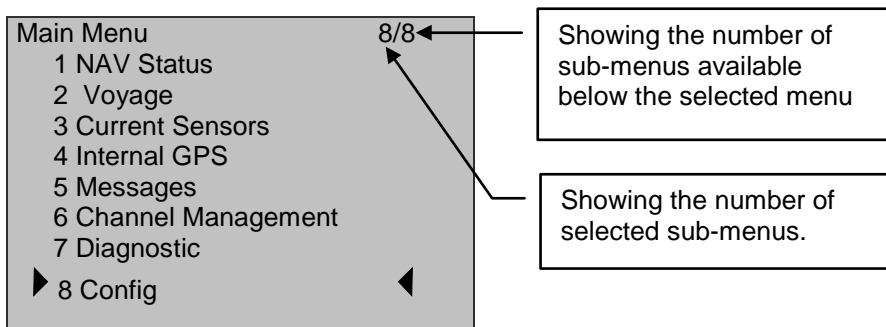 Main Menu 8/8
1 NAV Status
2 Voyage
3 Current Sensors
4 Internal GPS
5 Messages
6 Channel Management
7 Diagnostic
8 Config
Showing the number of
sub-menus available
below the selected menu
Showing the number of
selected sub-menus.